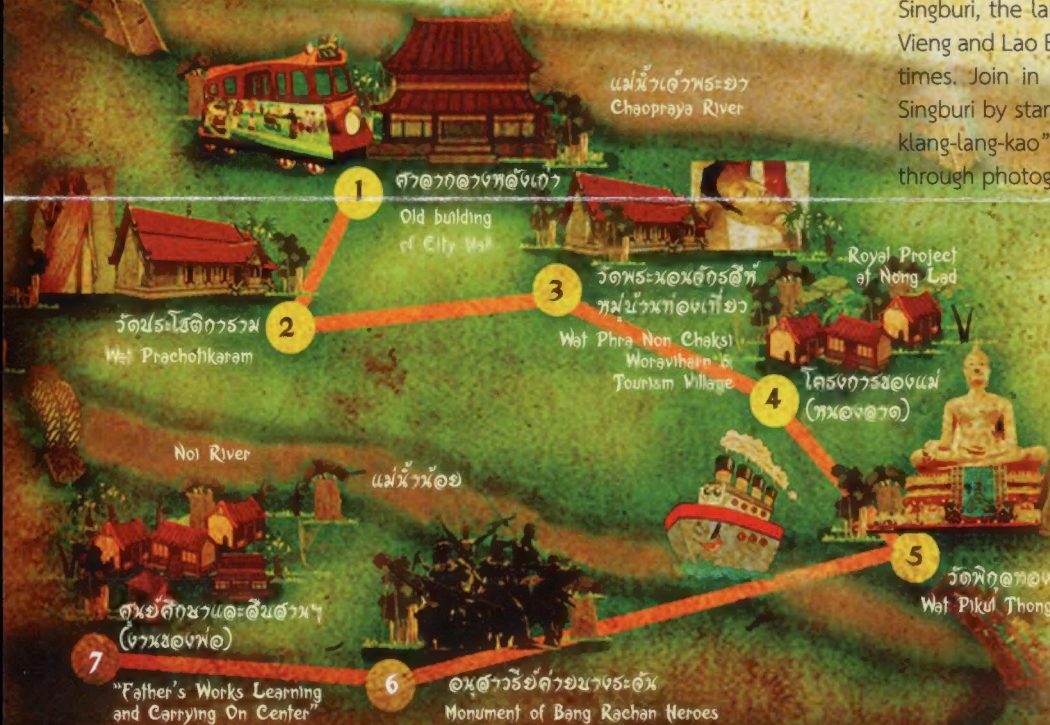 Singburi, the la
Vieng and Lao
times. Join in
Singburi by star
klang-lang-kao”
through photog
แม่น้ำเจ้าพระยา
Chaopraya River
1
ศาลากลางหลังเก่า
Old building
of City Hall
2
วัดประโชติการาม
Wat Prachotikaram
3
วัดพระนอนจักรสีห์
หมู่บ้านท่องเที่ยว
Wat Phra Non Chaksi
Woraviharn &
Tourism Village
Royal Project
at Nong Lad
4
โครงการของแม่
(หนองลาด)
Noi River
แม่น้ำน้อย
5
วัดพิกุลทอง
Wat Pikul Thong
ศูนย์ศึกษาและสืบสานฯ
(งานของพ่อ)
7
“Father's Works Learning
and Carrying On Center”
6
อนุสาวรีย์ค่ายบางระจัน
Monument of Bang Rachan Heroes